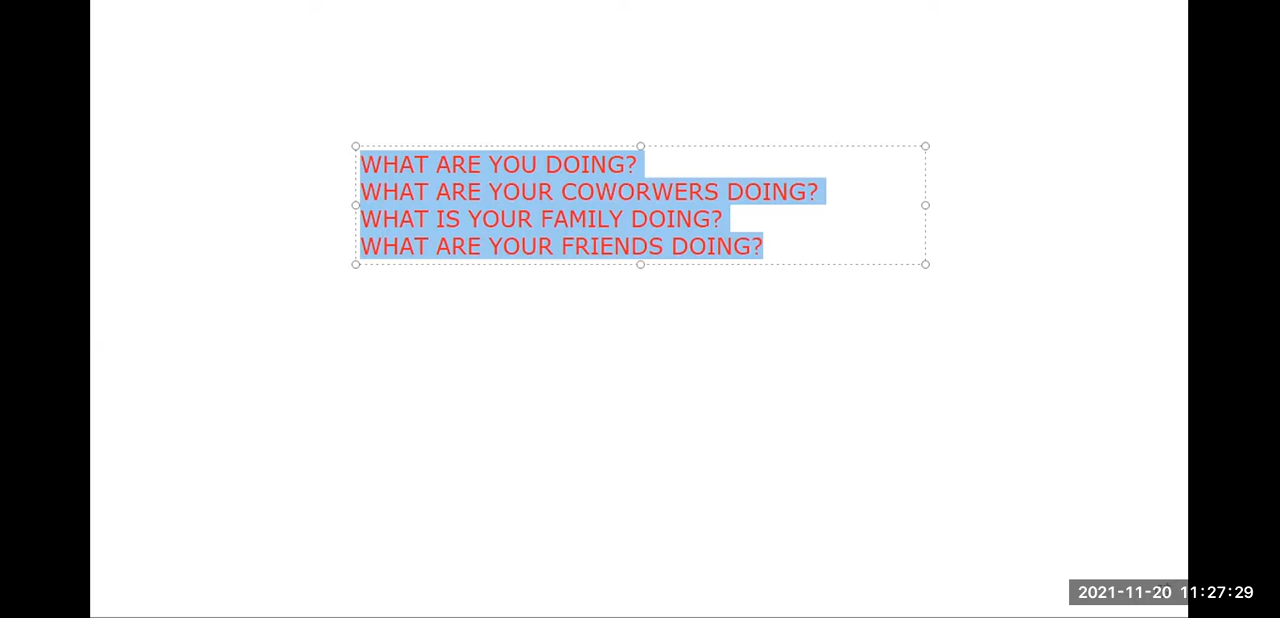 WHAT ARE YOU DOING?
WHAT ARE YOUR COWORWERS DOING?
WHAT IS YOUR FAMILY DOING?
WHAT ARE YOUR FRIENDS DOING?
2021-11-20 11:27:29